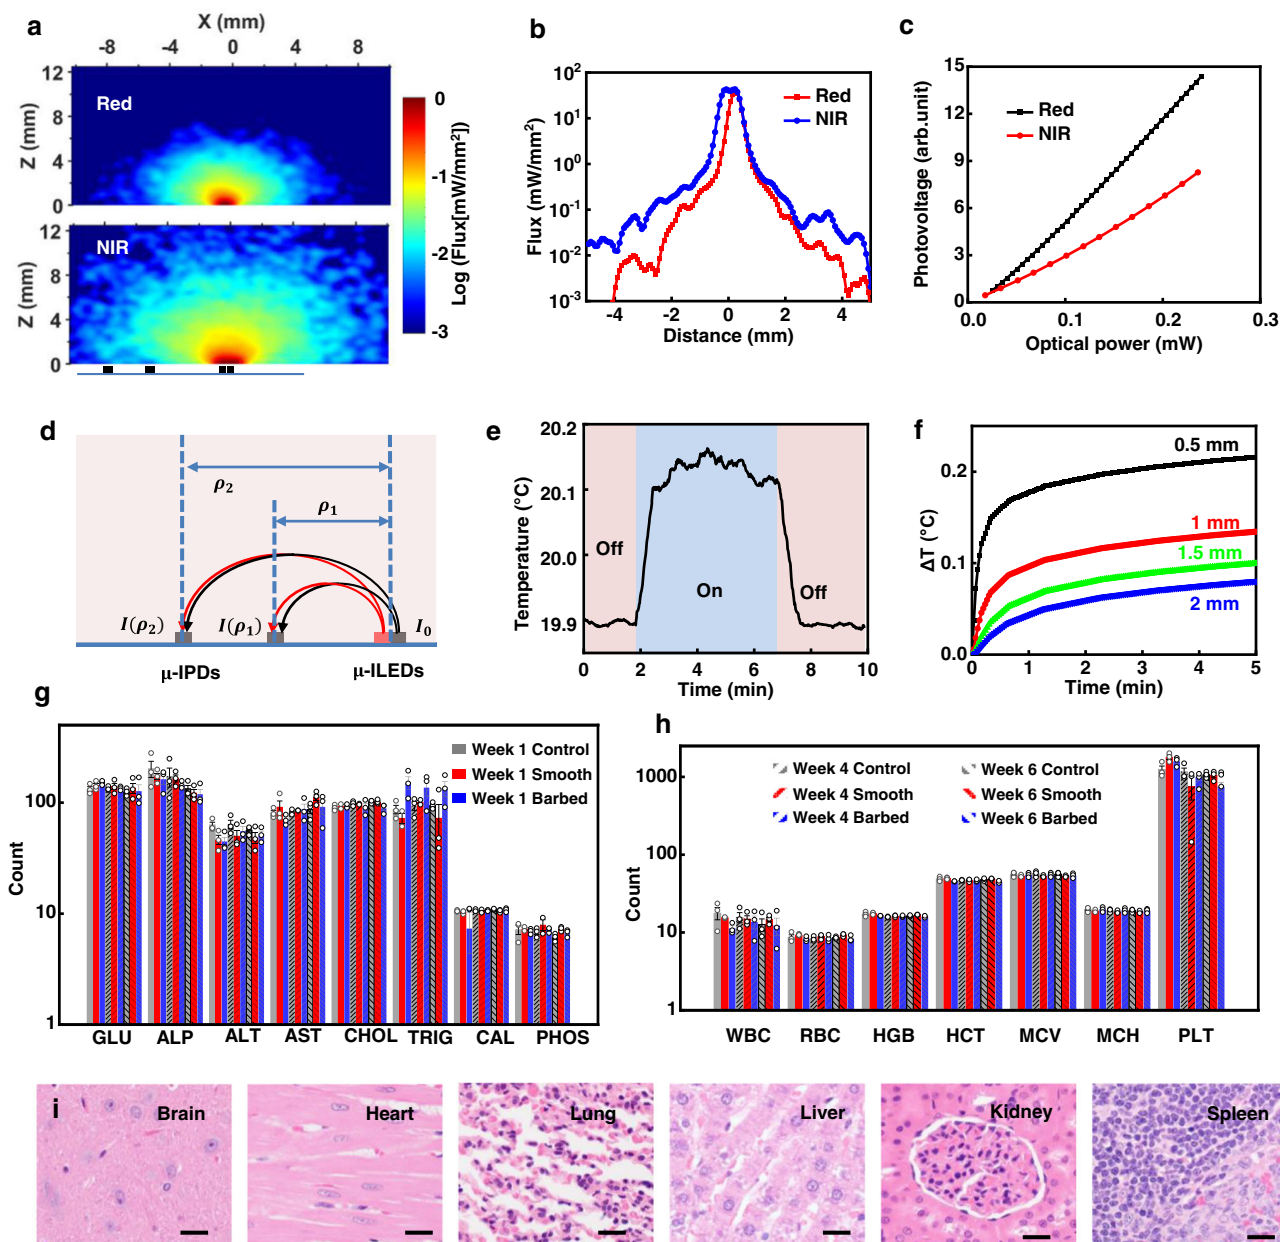 a
X (mm)
-8 -4 0 4 8
12
8
4
0
Z (mm)
Red
12
8
4
0
Z (mm)
NIR
0
-1
-2
-3
Log (Flux[mW/mm²])
b
10²
10¹
10⁰
10⁻¹
10⁻²
10⁻³
Flux (mW/mm²)
Red
NIR
-4 -2 0 2 4
Distance (mm)
c
15
12
9
6
3
0
Photovoltage (arb.unit)
Red
NIR
0.0 0.1 0.2 0.3
Optical power (mW)
d
ρ₂
ρ₁
I(ρ₂) I(ρ₁) I₀
μ-IPDs μ-ILEDs
e
20.2
20.1
20.0
19.9
Temperature (°C)
Off
On
Off
0 2 4 6 8 10
Time (min)
f
0.2
0.1
0.0
ΔT (°C)
0.5 mm
1 mm
1.5 mm
2 mm
0 1 2 3 4 5
Time (min)
g
100
10
1
Count
Week 1 Control
Week 1 Smooth
Week 1 Barbed
GLU ALP ALT AST CHOL TRIG CAL PHOS
h
1000
100
10
1
Count
Week 4 Control Week 6 Control
Week 4 Smooth Week 6 Smooth
Week 4 Barbed Week 6 Barbed
WBC RBC HGB HCT MCV MCH PLT
i
Brain Heart Lung Liver Kidney Spleen